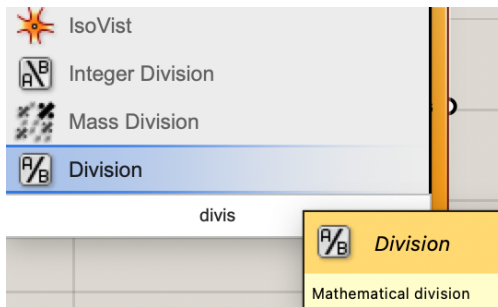 IsoVist
A\B
Integer Division
Mass Division
A/B
Division
divis
A/B
Division
Mathematical division